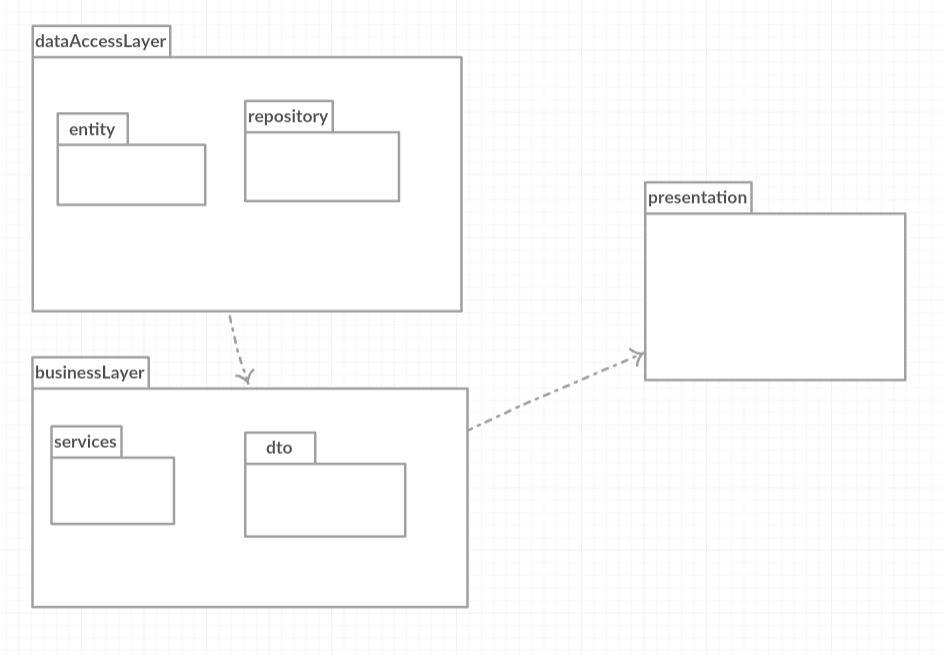 dataAccessLayer
entity
repository
presentation
businessLayer
services
dto